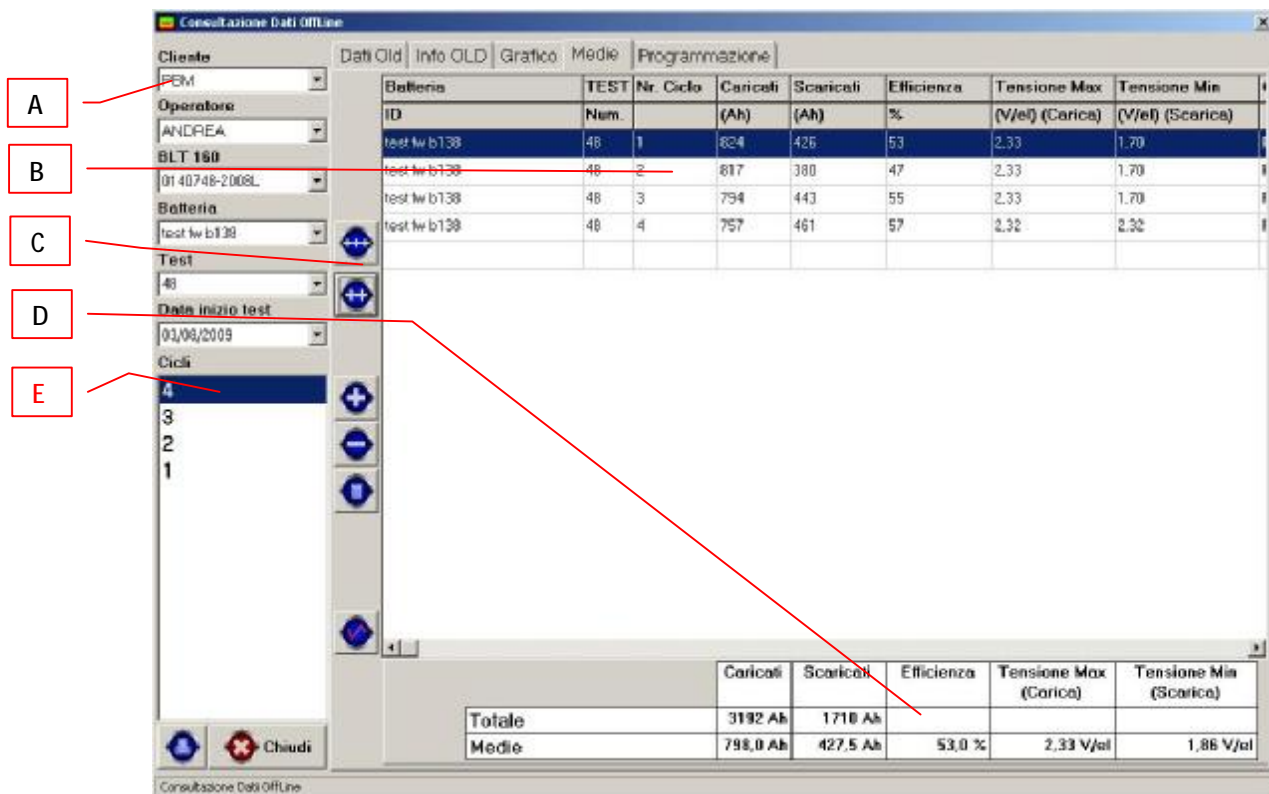 Consultazione Dati OffLine
Cliente
PBM
Operatore
ANDREA
BLT 160
0140748-2008L
Batteria
test fw b138
Test
48
Data inizio test
03/06/2009
Cicli
4
3
2
1
Chiudi
Dati Old Info OLD Grafico Medie Programmazione
Batteria TEST Nr. Ciclo Caricati Scaricati Efficienza Tensione Max Tensione Min
ID Num. (Ah) (Ah) % (V/el) (Carica) (V/el) (Scarica)
test fw b138 48 1 824 426 53 2.33 1.70
test fw b138 48 2 817 380 47 2.33 1.70
test fw b138 48 3 794 443 55 2.33 1.70
test fw b138 48 4 757 461 57 2.32 2.32
Caricati Scaricati Efficienza Tensione Max (Carica) Tensione Min (Scarica)
Totale 3192 Ah 1710 Ah
Medie 798,0 Ah 427,5 Ah 53,0 % 2,33 V/el 1,86 V/el
Consultazione Dati OffLine
A
B
C
D
E